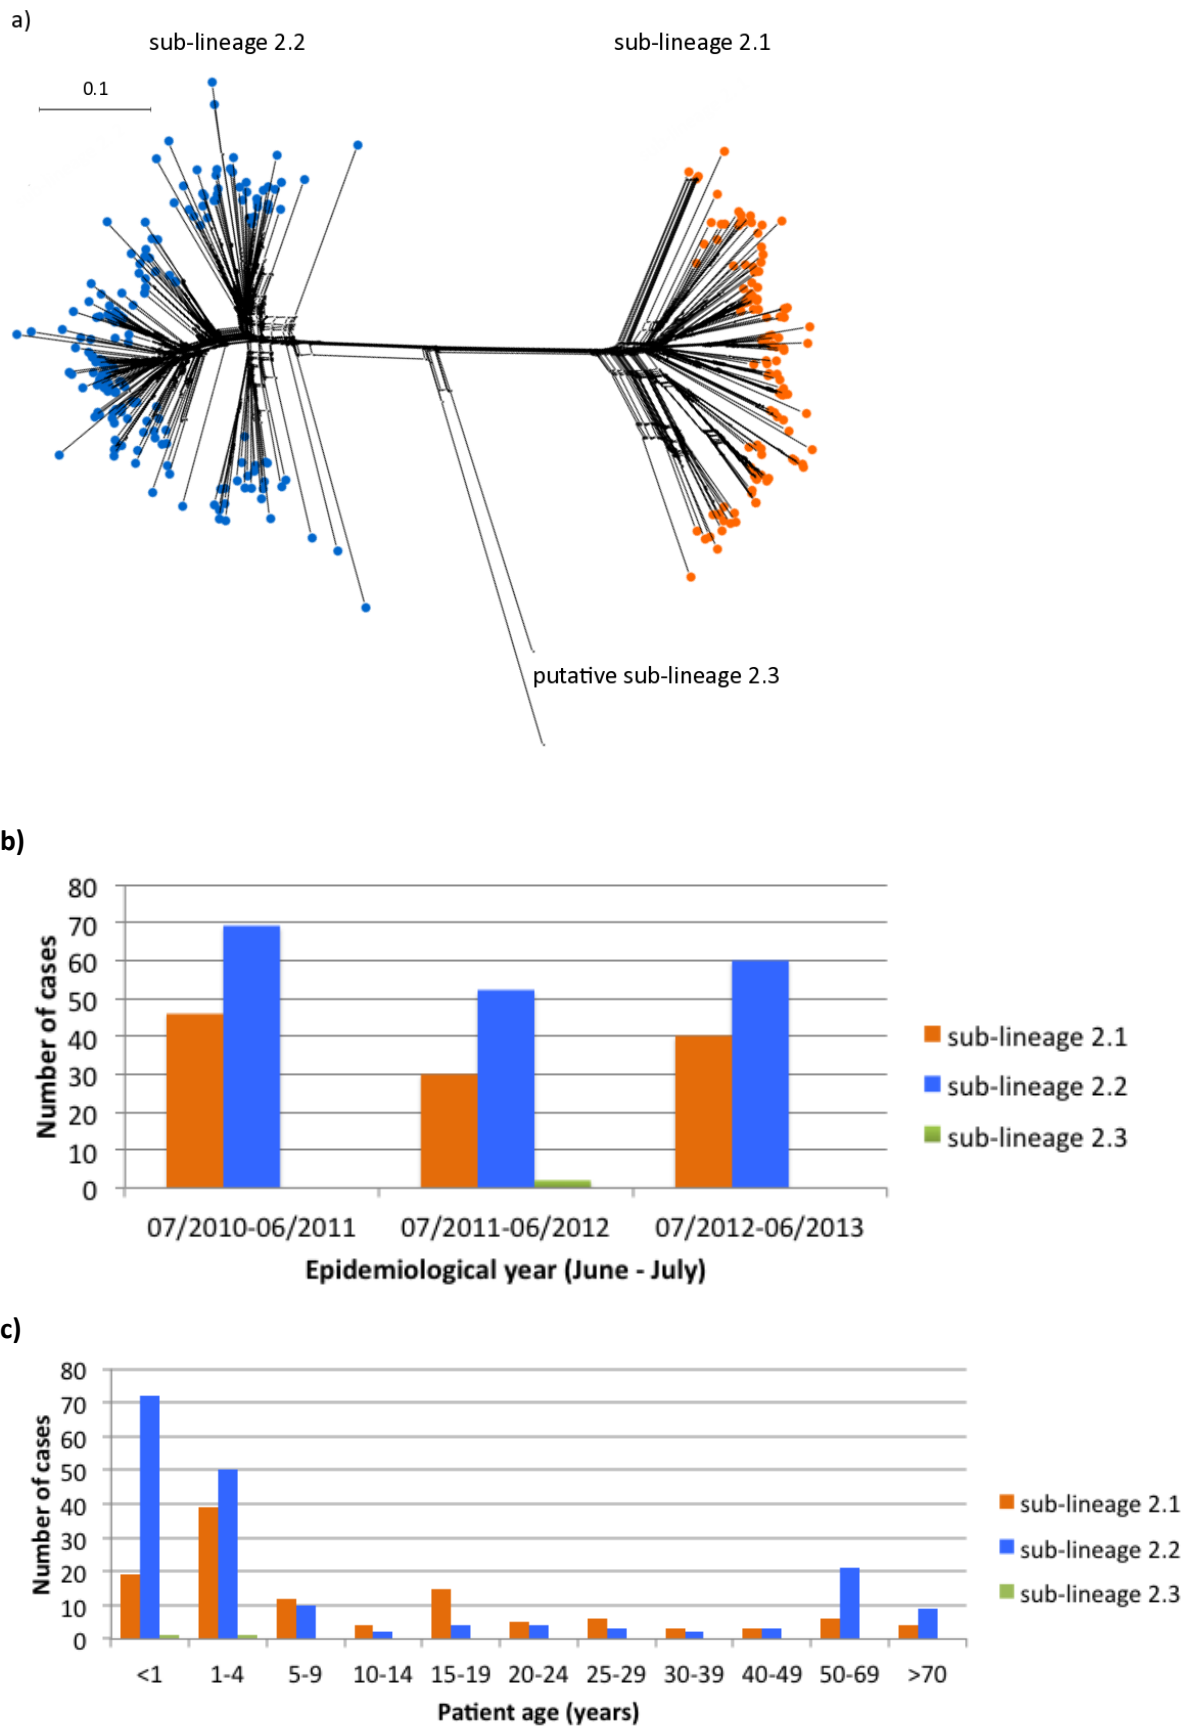 a)
sub-lineage 2.2
sub-lineage 2.1
0.1
putative sub-lineage 2.3
b)
80
70
60
50
40
30
20
10
0
Number of cases
07/2010-06/2011
07/2011-06/2012
07/2012-06/2013
Epidemiological year (June - July)
sub-lineage 2.1
sub-lineage 2.2
sub-lineage 2.3
c)
80
70
60
50
40
30
20
10
0
Number of cases
<1
1-4
5-9
10-14
15-19
20-24
25-29
30-39
40-49
50-69
>70
Patient age (years)
sub-lineage 2.1
sub-lineage 2.2
sub-lineage 2.3